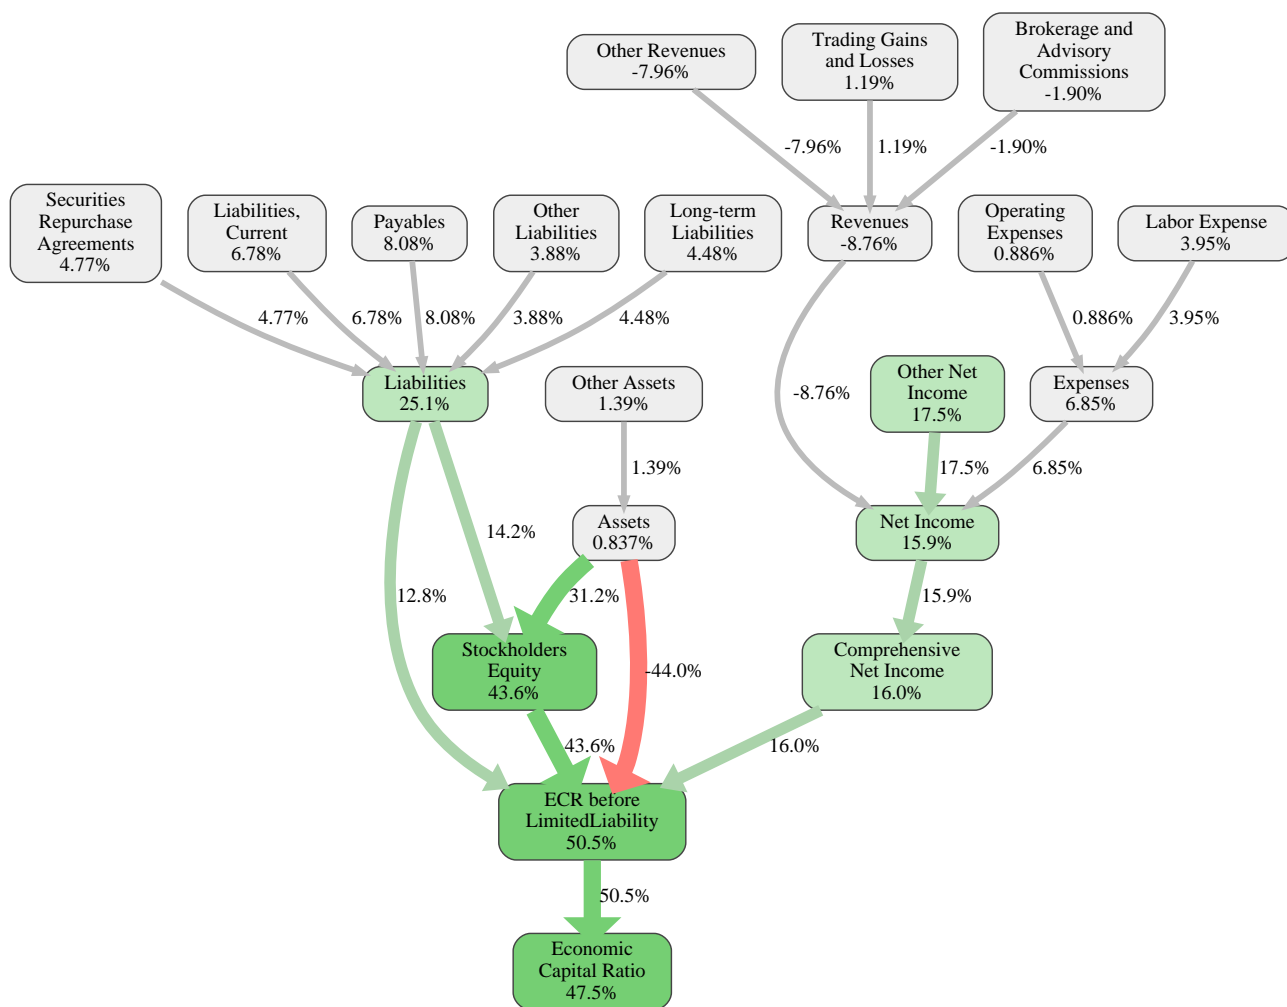 Other Revenues
-7.96%
Trading Gains
and Losses
1.19%
Brokerage and
Advisory
Commissions
-1.90%
-7.96%
1.19%
-1.90%
Securities
Repurchase
Agreements
4.77%
Liabilities,
Current
6.78%
Payables
8.08%
Other
Liabilities
3.88%
Long-term
Liabilities
4.48%
Revenues
-8.76%
Operating
Expenses
0.886%
Labor Expense
3.95%
4.77%
6.78%
8.08%
3.88%
4.48%
0.886%
3.95%
Liabilities
25.1%
Other Assets
1.39%
-8.76%
Other Net
Income
17.5%
Expenses
6.85%
1.39%
17.5%
6.85%
14.2%
Assets
0.837%
Net Income
15.9%
12.8%
31.2%
15.9%
Stockholders
Equity
43.6%
-44.0%
Comprehensive
Net Income
16.0%
43.6%
16.0%
ECR before
LimitedLiability
50.5%
50.5%
Economic
Capital Ratio
47.5%